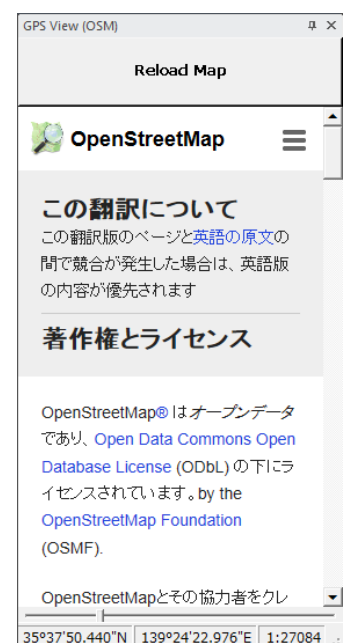 GPS View (OSM)
Reload Map
OpenStreetMap
この翻訳について
この翻訳版のページと英語の原文の
間で競合が発生した場合は、英語版
の内容が優先されます
著作権とライセンス
OpenStreetMap® はオープンデータ
であり、Open Data Commons Open
Database License (ODbL) の下にラ
イセンスされています。by the
OpenStreetMap Foundation
(OSMF).
OpenStreetMapとその協力者をクレ
35°37'50.440"N 139°24'22.976"E 1:27084